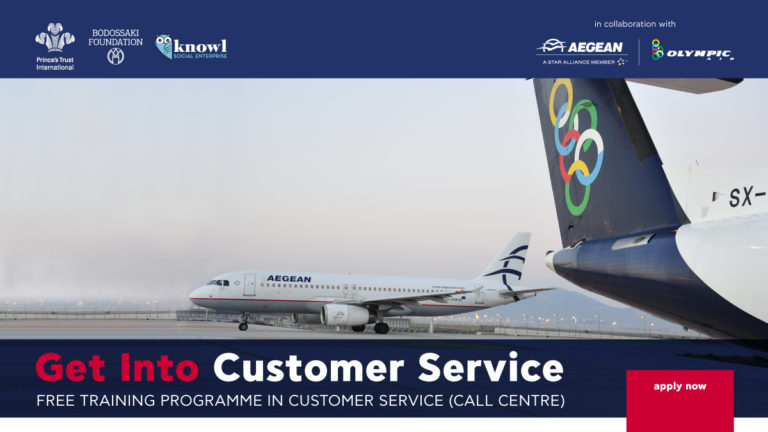 Prince's Trust
International
BODOSSAKI
FOUNDATION
knowl
SOCIAL ENTERPRISE
in collaboration with
AEGEAN
A STAR ALLIANCE MEMBER
OLYMPIC
AIR
SX-
AEGEAN
Get Into Customer Service
FREE TRAINING PROGRAMME IN CUSTOMER SERVICE (CALL CENTRE)
apply now